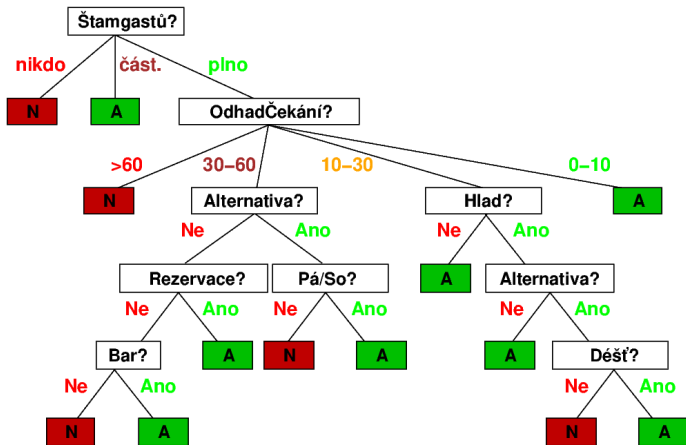 Štamgastů?
nikdo část. plno
N A OdhadČekání?
>60 30−60 10−30 0−10
N Alternativa? Hlad? A
Ne Ano Ne Ano
Rezervace? Pá/So? A Alternativa?
Ne Ano Ne Ano Ne Ano
Bar? A N A A Déšť?
Ne Ano Ne Ano
N A N A